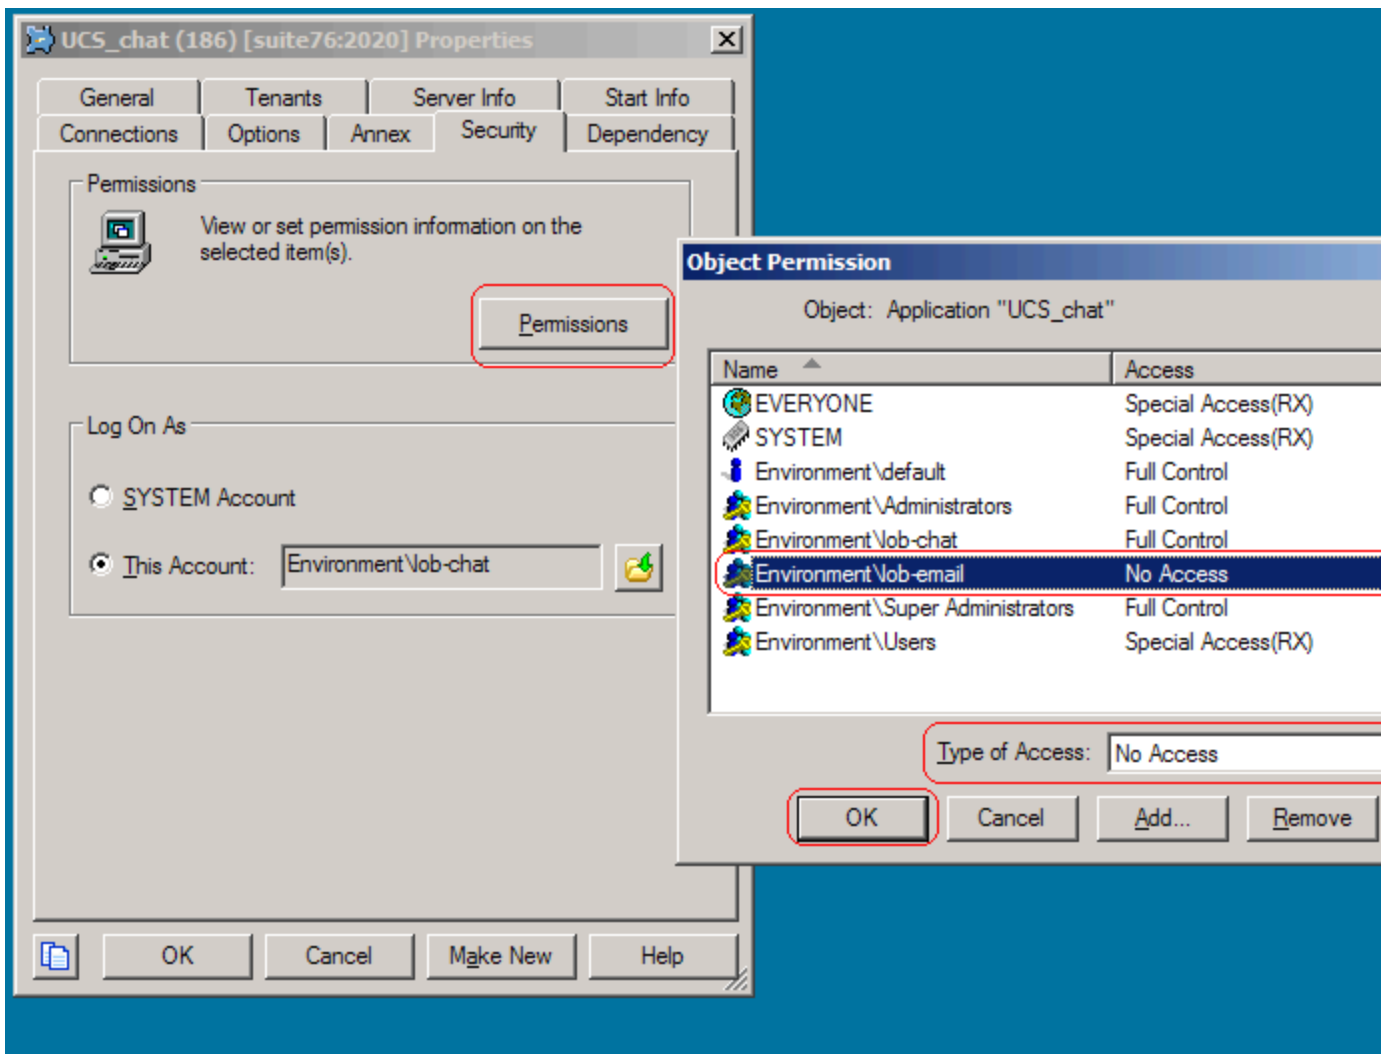 UCS_chat (186) [suite76:2020] Properties
General Tenants Server Info Start Info
Connections Options Annex Security Dependency
Permissions
View or set permission information on the
selected item(s).
Permissions
Log On As
SYSTEM Account
This Account: Environment\lob-chat
OK Cancel Make New Help
Object Permission
Object: Application "UCS_chat"
Name Access
EVERYONE Special Access(RX)
SYSTEM Special Access(RX)
Environment\default Full Control
Environment\Administrators Full Control
Environment\lob-chat Full Control
Environment\lob-email No Access
Environment\Super Administrators Full Control
Environment\Users Special Access(RX)
Type of Access: No Access
OK Cancel Add... Remove